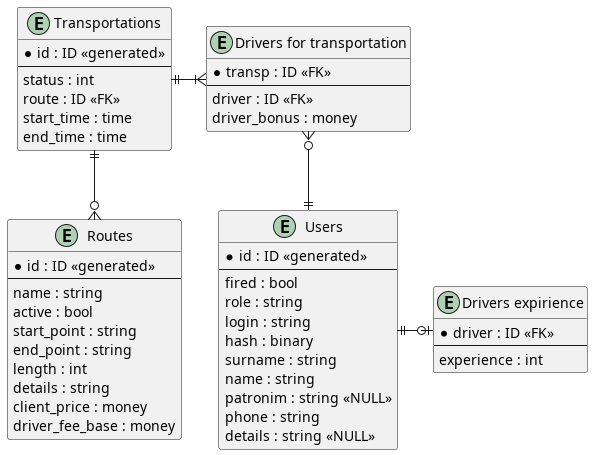 E Transportations
* id : ID «generated»
status : int
route : ID «FK»
start_time : time
end_time : time
E Drivers for transportation
* transp : ID «FK»
driver : ID «FK»
driver_bonus : money
E Routes
* id : ID «generated»
name : string
active : bool
start_point : string
end_point : string
length : int
details : string
client_price : money
driver_fee_base : money
E Users
* id : ID «generated»
fired : bool
role : string
login : string
hash : binary
surname : string
name : string
patronim : string «NULL»
phone : string
details : string «NULL»
E Drivers expirience
* driver : ID «FK»
experience : int